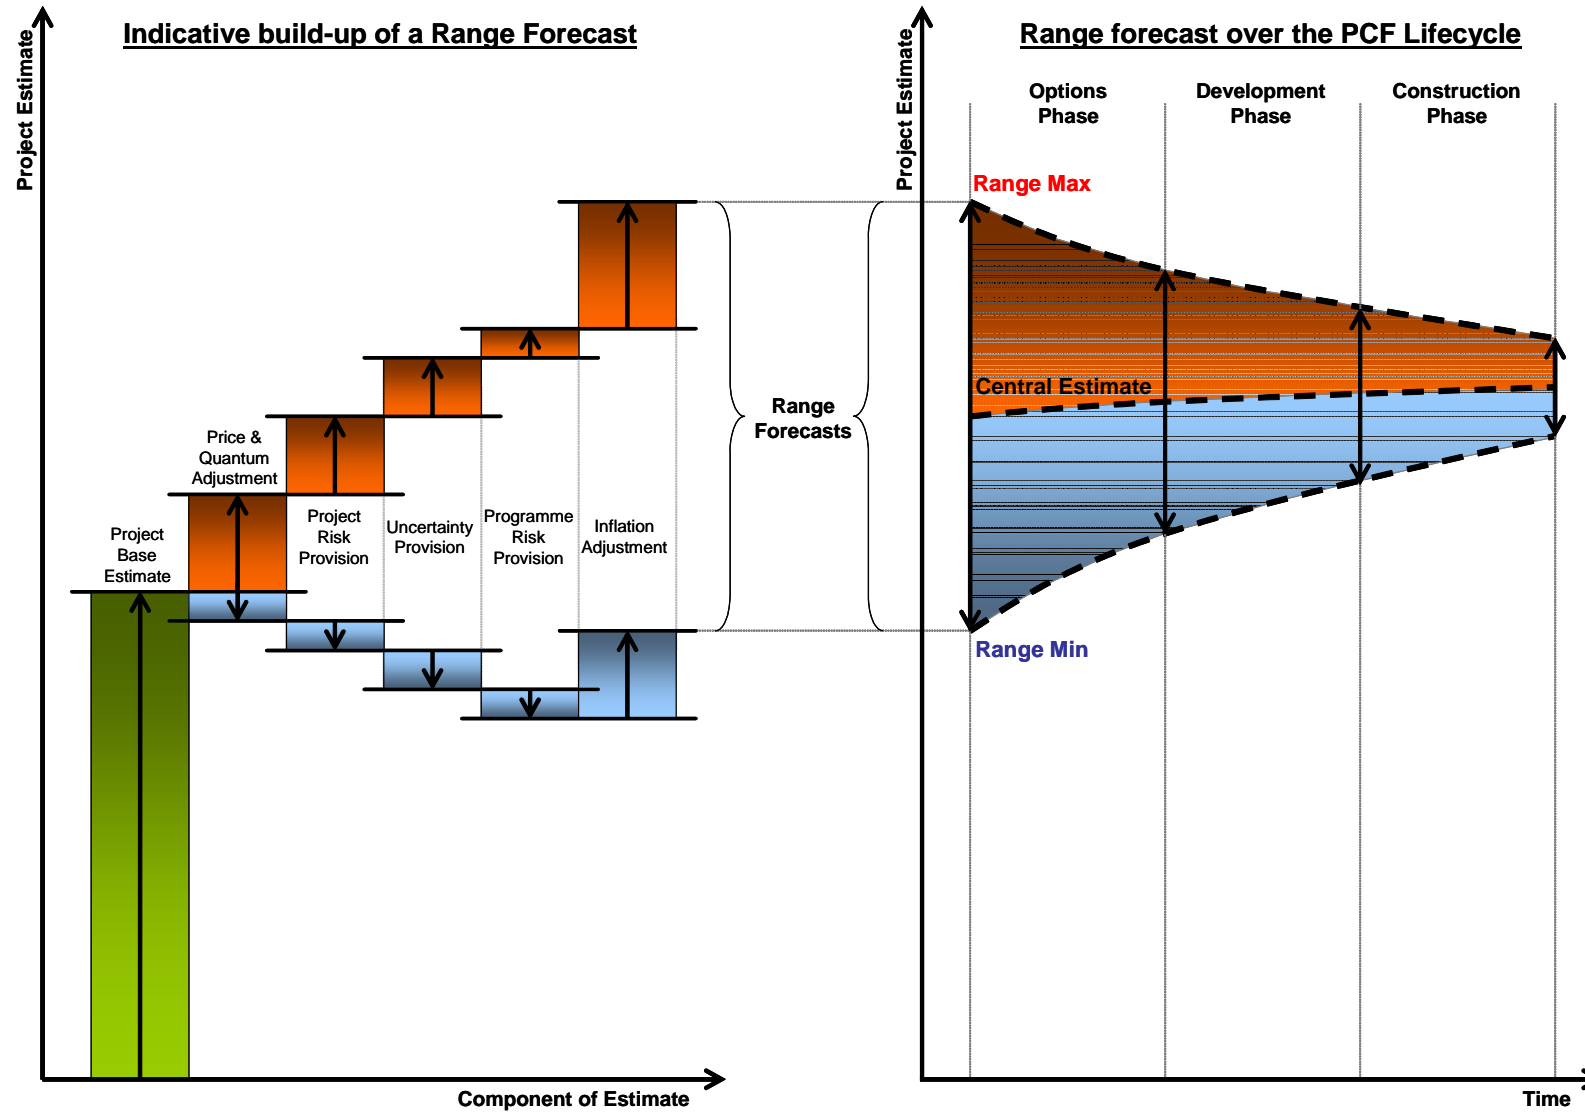 Indicative build-up of a Range Forecast
Project Estimate
Project
Base
Estimate
Price &
Quantum
Adjustment
Project
Risk
Provision
Uncertainty
Provision
Programme
Risk
Provision
Inflation
Adjustment
Component of Estimate
Range
Forecasts
Range forecast over the PCF Lifecycle
Project Estimate
Options
Phase
Development
Phase
Construction
Phase
Range Max
Central Estimate
Range Min
Time